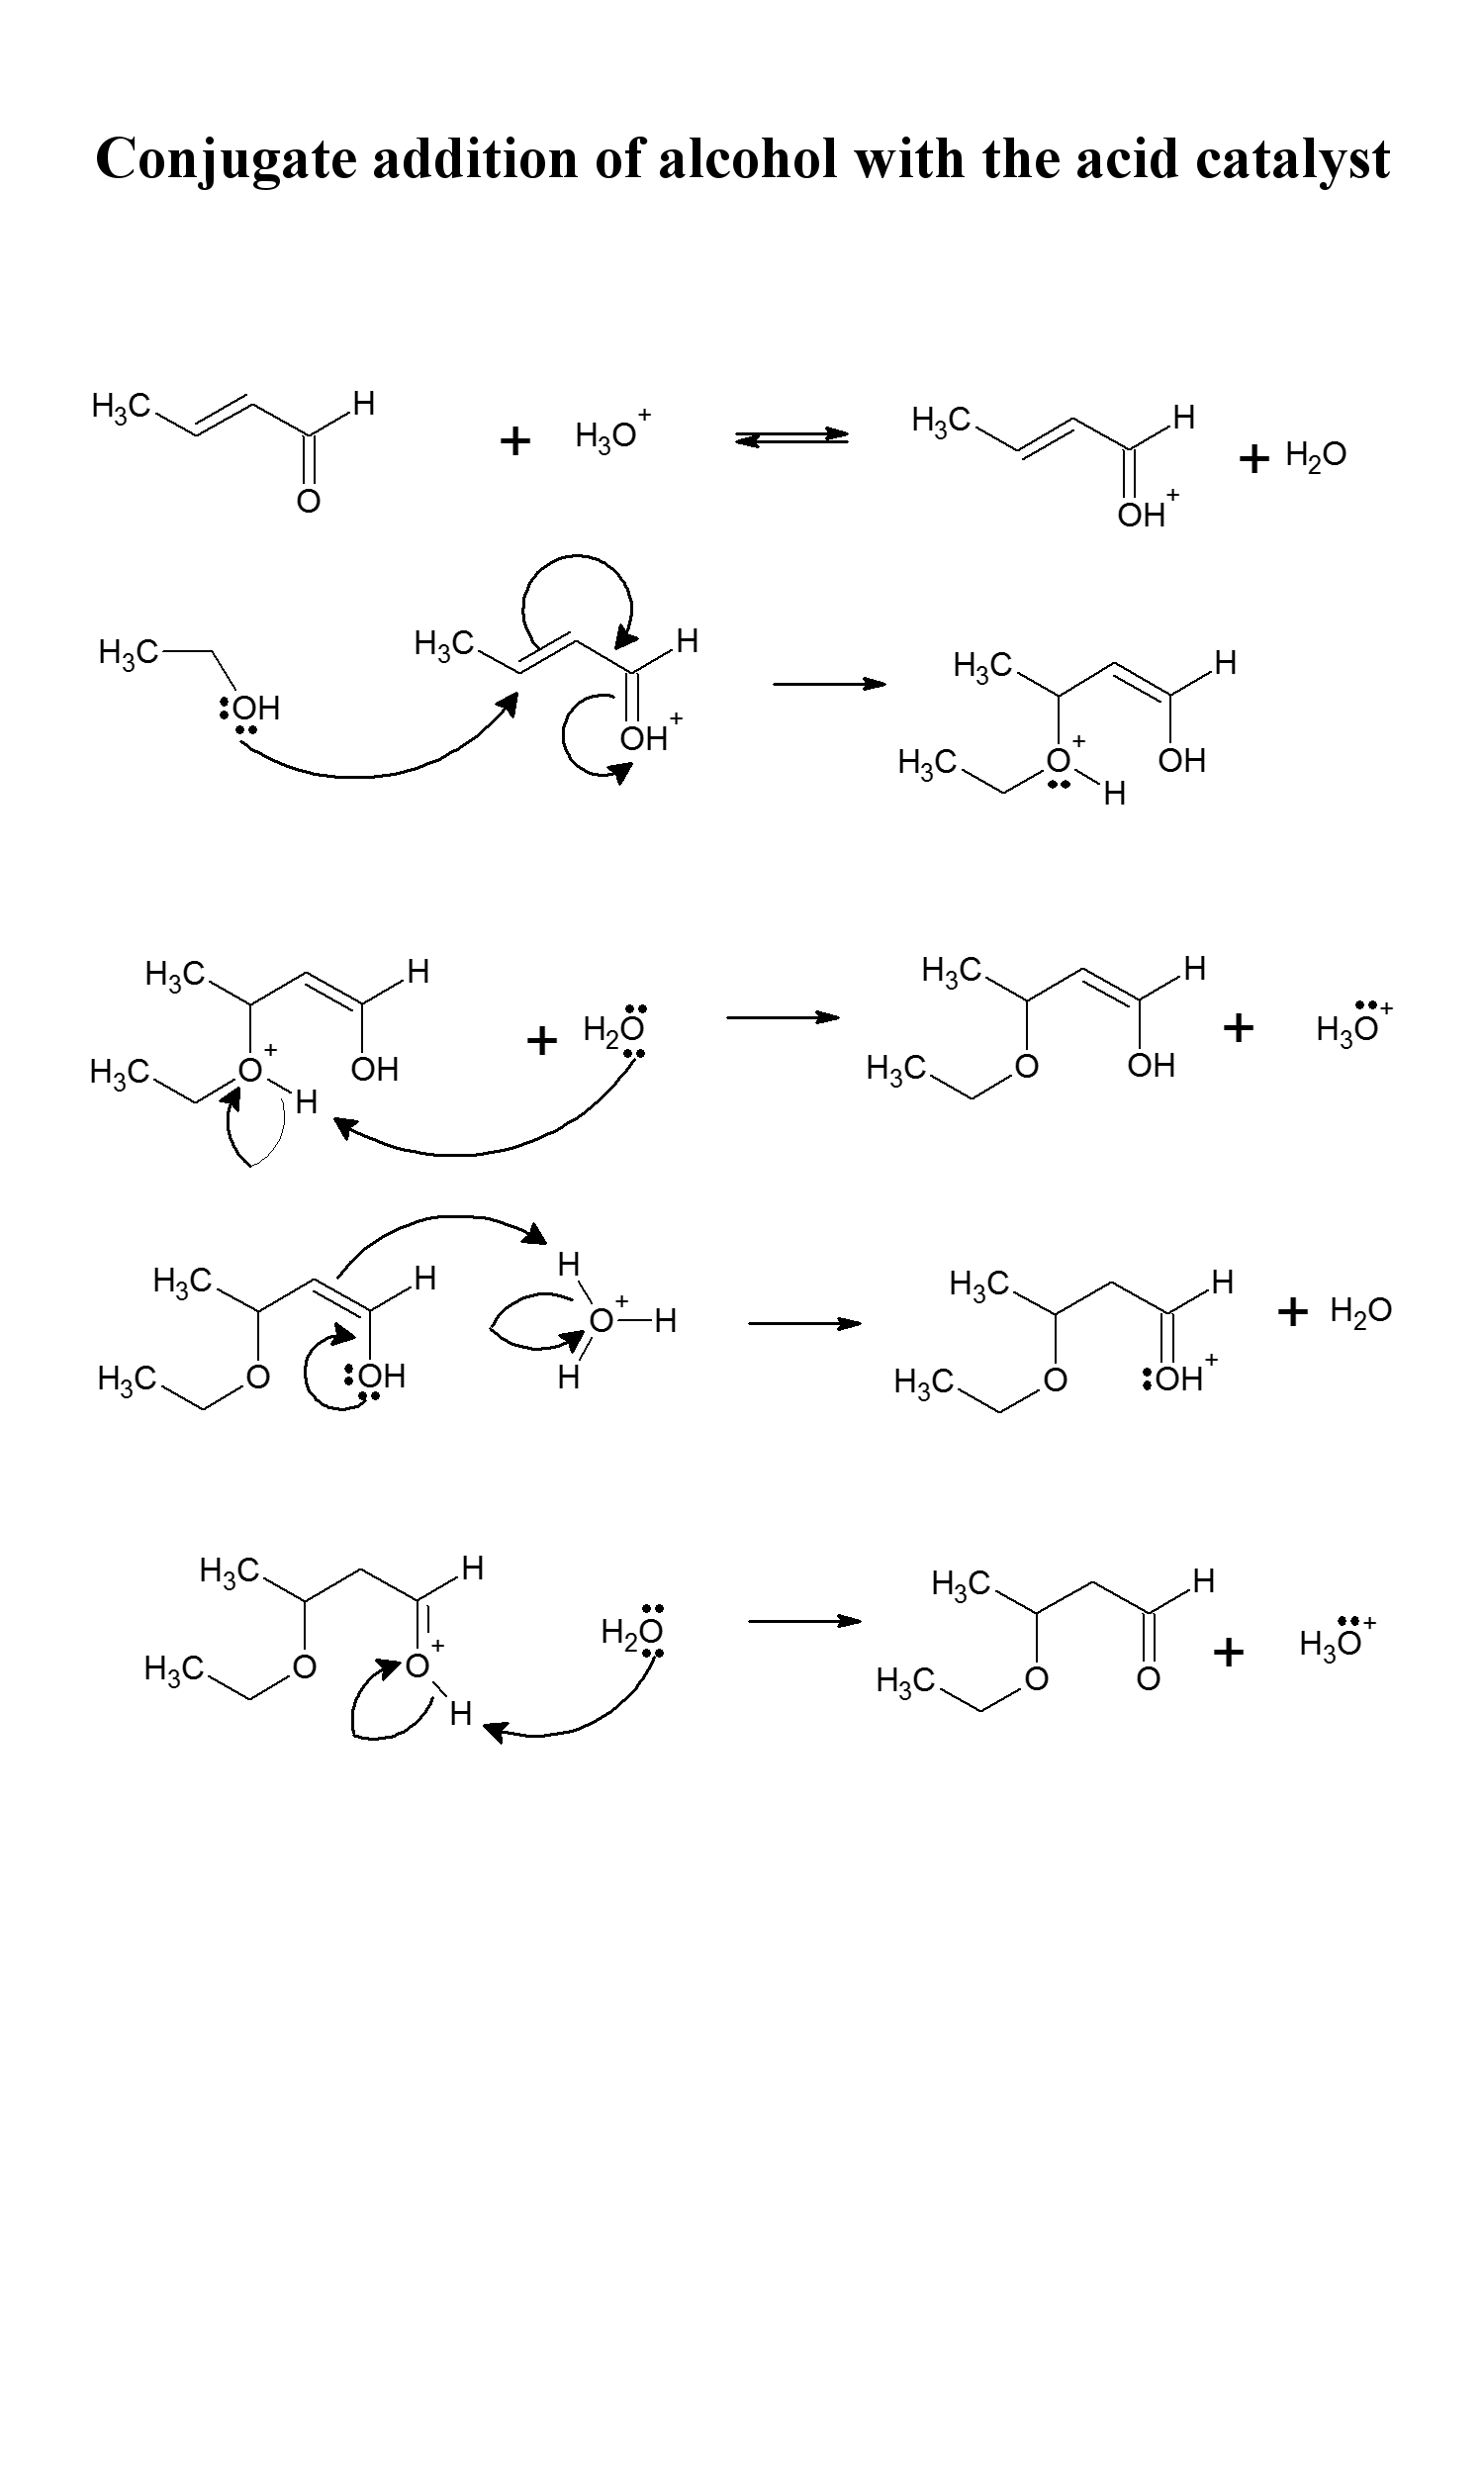 Conjugate addition of alcohol with the acid catalyst
H₃C H O + H₃O⁺ H₃C H OH⁺ + H₂O
H₃C OH H₃C H OH⁺ H₃C H H₃C O⁺ H OH
H₃C H H₃C O⁺ H OH + H₂O H₃C H H₃C O OH + H₃O⁺
H₃C H H₃C O OH H O⁺ H H H₃C H H₃C O OH⁺ + H₂O
H₃C H H₃C O O⁺ H H₂O H₃C H H₃C O O + H₃O⁺